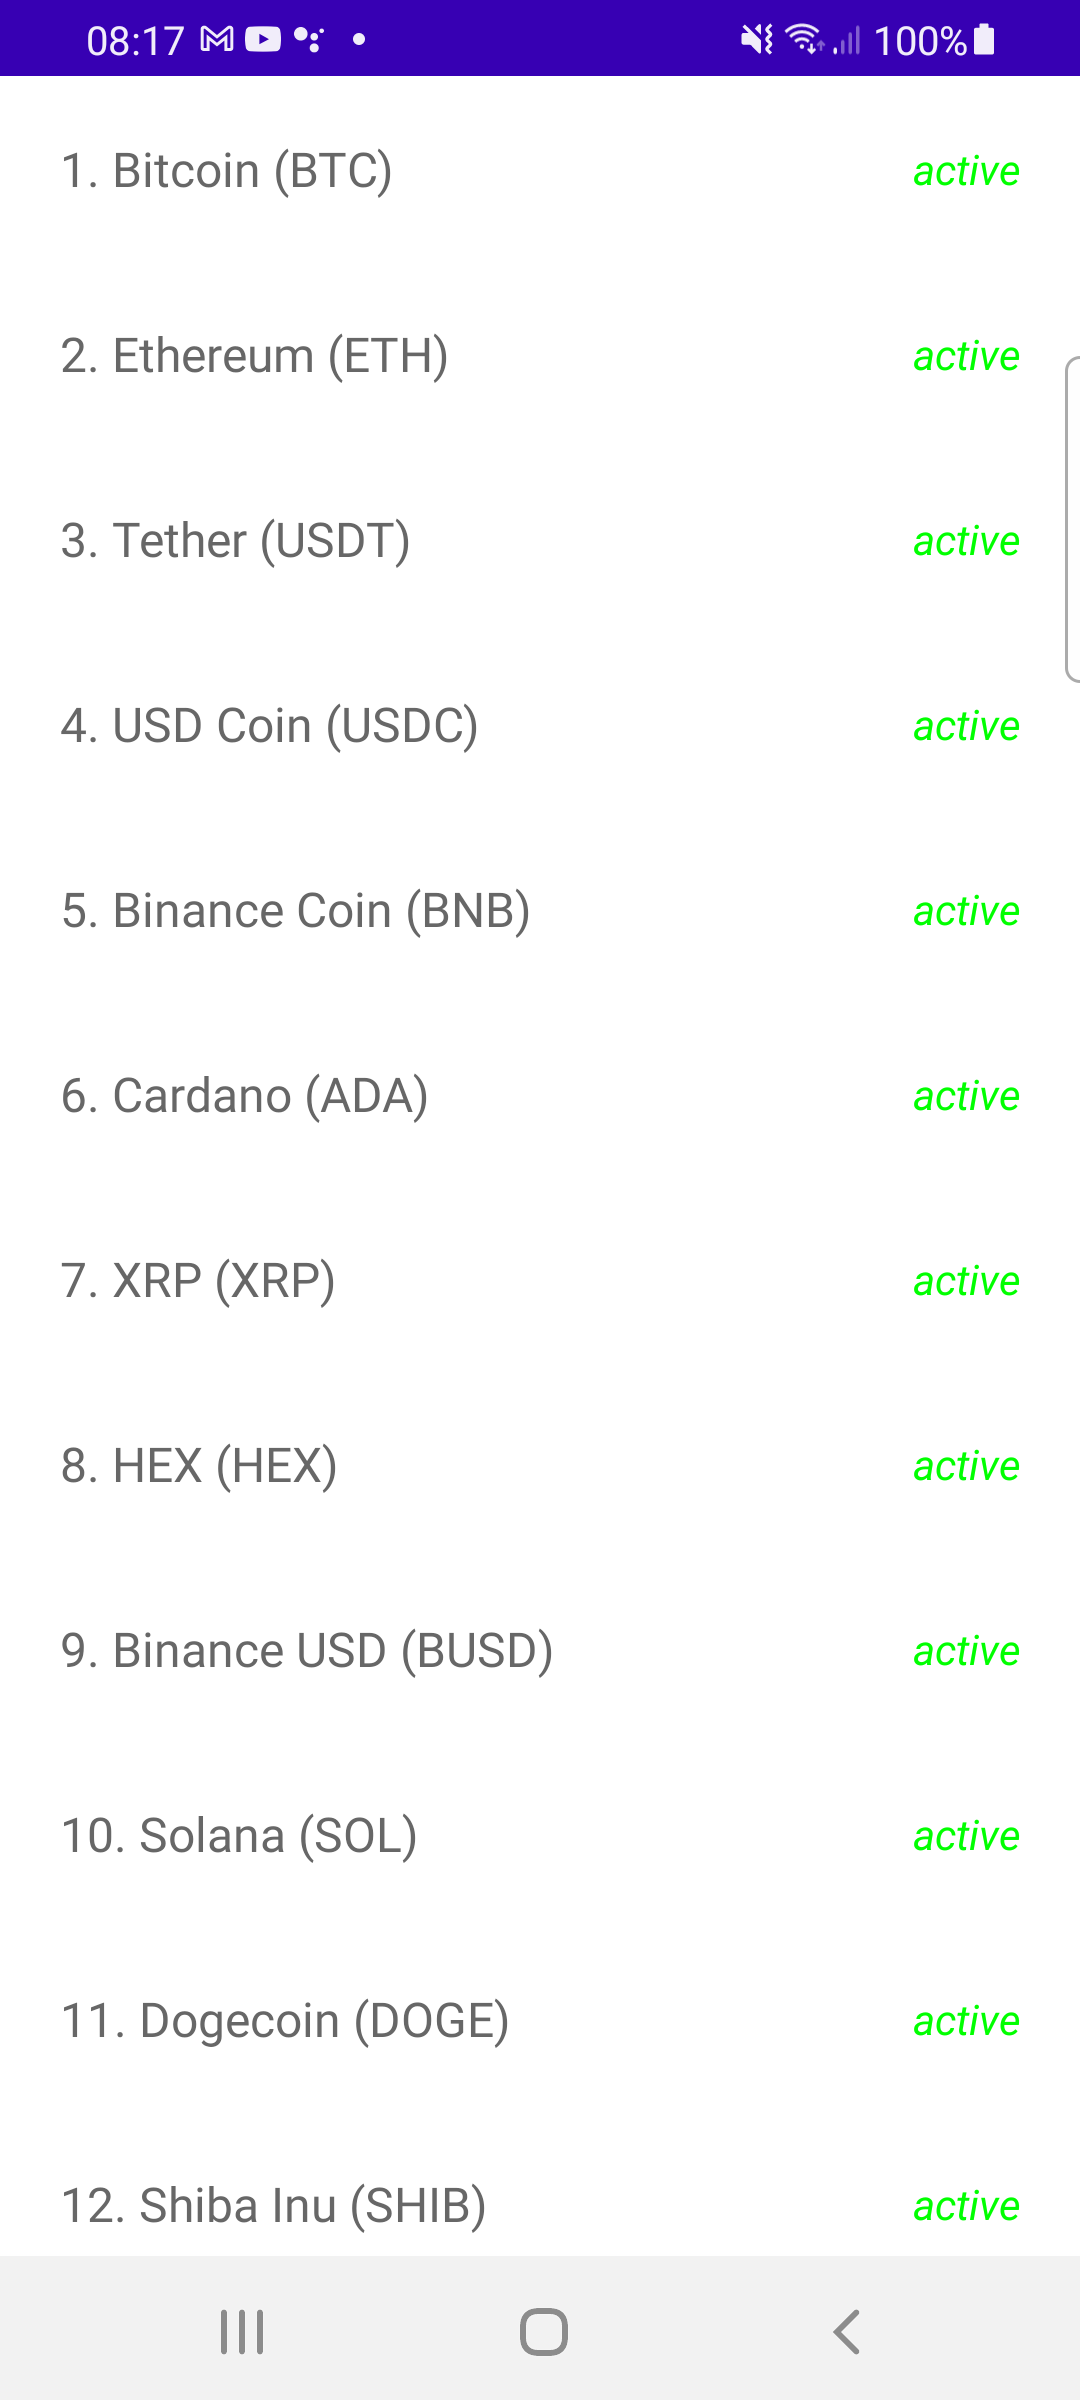 08:17 100%
1. Bitcoin (BTC) active
2. Ethereum (ETH) active
3. Tether (USDT) active
4. USD Coin (USDC) active
5. Binance Coin (BNB) active
6. Cardano (ADA) active
7. XRP (XRP) active
8. HEX (HEX) active
9. Binance USD (BUSD) active
10. Solana (SOL) active
11. Dogecoin (DOGE) active
12. Shiba Inu (SHIB) active